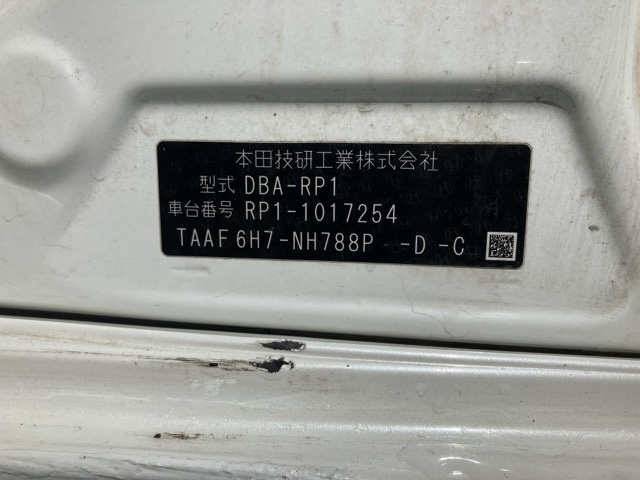 本田技研工業株式会社
型式 DBA-RP1
車台番号 RP1-1017254
TAAF 6H7-NH788P -D -C